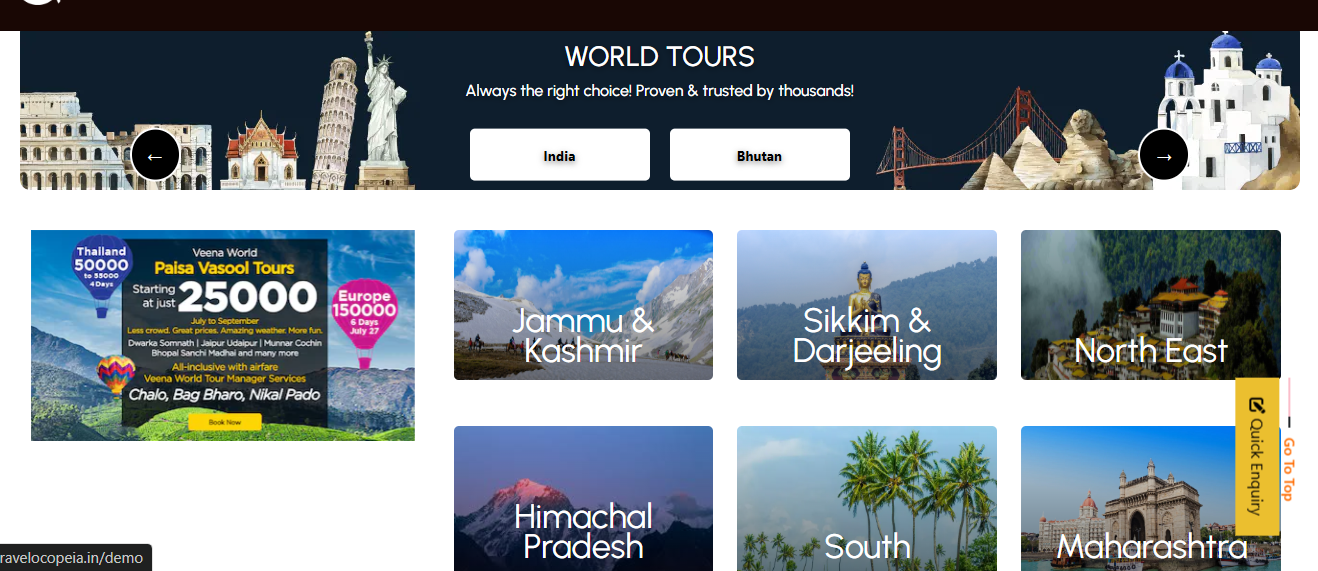 WORLD TOURS
Always the right choice! Proven & trusted by thousands!
India
Bhutan
←
→
Thailand
50000
to 55000
4 Days
Veena World
Paisa Vasool Tours
Starting
at just
25000
July to September
Less crowd. Great prices. Amazing weather. More fun.
Dwarka Somnath | Jaipur Udaipur | Munnar Cochin
Bhopal Sanchi Madhai and many more
All-inclusive with airfare
Veena World Tour Manager Services
Chalo, Bag Bharo, Nikal Pado
Book Now
Europe
150000
6 Days
July 27
Jammu &
Kashmir
Sikkim &
Darjeeling
North East
Himachal
Pradesh
South
Maharashtra
Quick Enquiry
Go To Top
ravelocopeia.in/demo